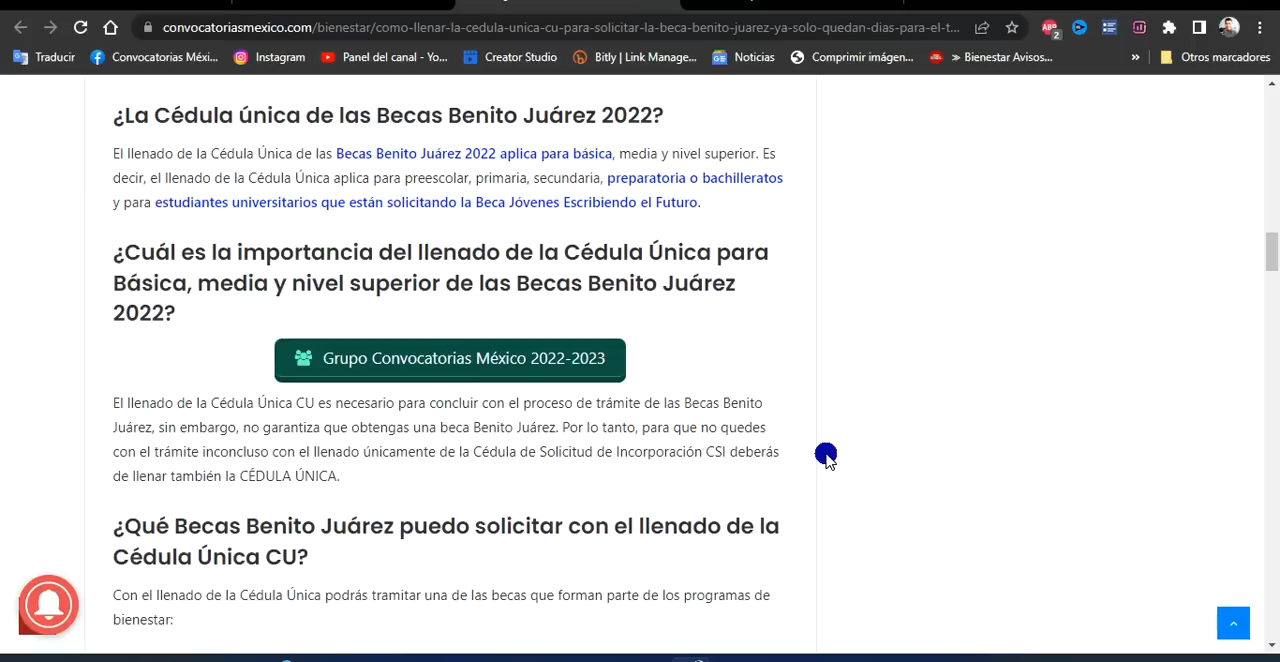 convocatoriasmexico.com/bienestar/como-llenar-la-cedula-unica-cu-para-solicitar-la-beca-benito-juarez-ya-solo-quedan-dias-para-el-t...
ABP 2
Traducir Convocatorias Méxi... Instagram Panel del canal - Yo... Creator Studio Bitly | Link Manage... Noticias Comprimir imágen... ≫ Bienestar Avisos... » Otros marcadores
¿La Cédula única de las Becas Benito Juárez 2022?
El llenado de la Cédula Única de las Becas Benito Juárez 2022 aplica para básica, media y nivel superior. Es
decir, el llenado de la Cédula Única aplica para preescolar, primaria, secundaria, preparatoria o bachilleratos
y para estudiantes universitarios que están solicitando la Beca Jóvenes Escribiendo el Futuro.
¿Cuál es la importancia del llenado de la Cédula Única para
Básica, media y nivel superior de las Becas Benito Juárez
2022?
Grupo Convocatorias México 2022-2023
El llenado de la Cédula Única CU es necesario para concluir con el proceso de trámite de las Becas Benito
Juárez, sin embargo, no garantiza que obtengas una beca Benito Juárez. Por lo tanto, para que no quedes
con el trámite inconcluso con el llenado únicamente de la Cédula de Solicitud de Incorporación CSI deberás
de llenar también la CÉDULA ÚNICA.
¿Qué Becas Benito Juárez puedo solicitar con el llenado de la
Cédula Única CU?
Con el llenado de la Cédula Única podrás tramitar una de las becas que forman parte de los programas de
bienestar: